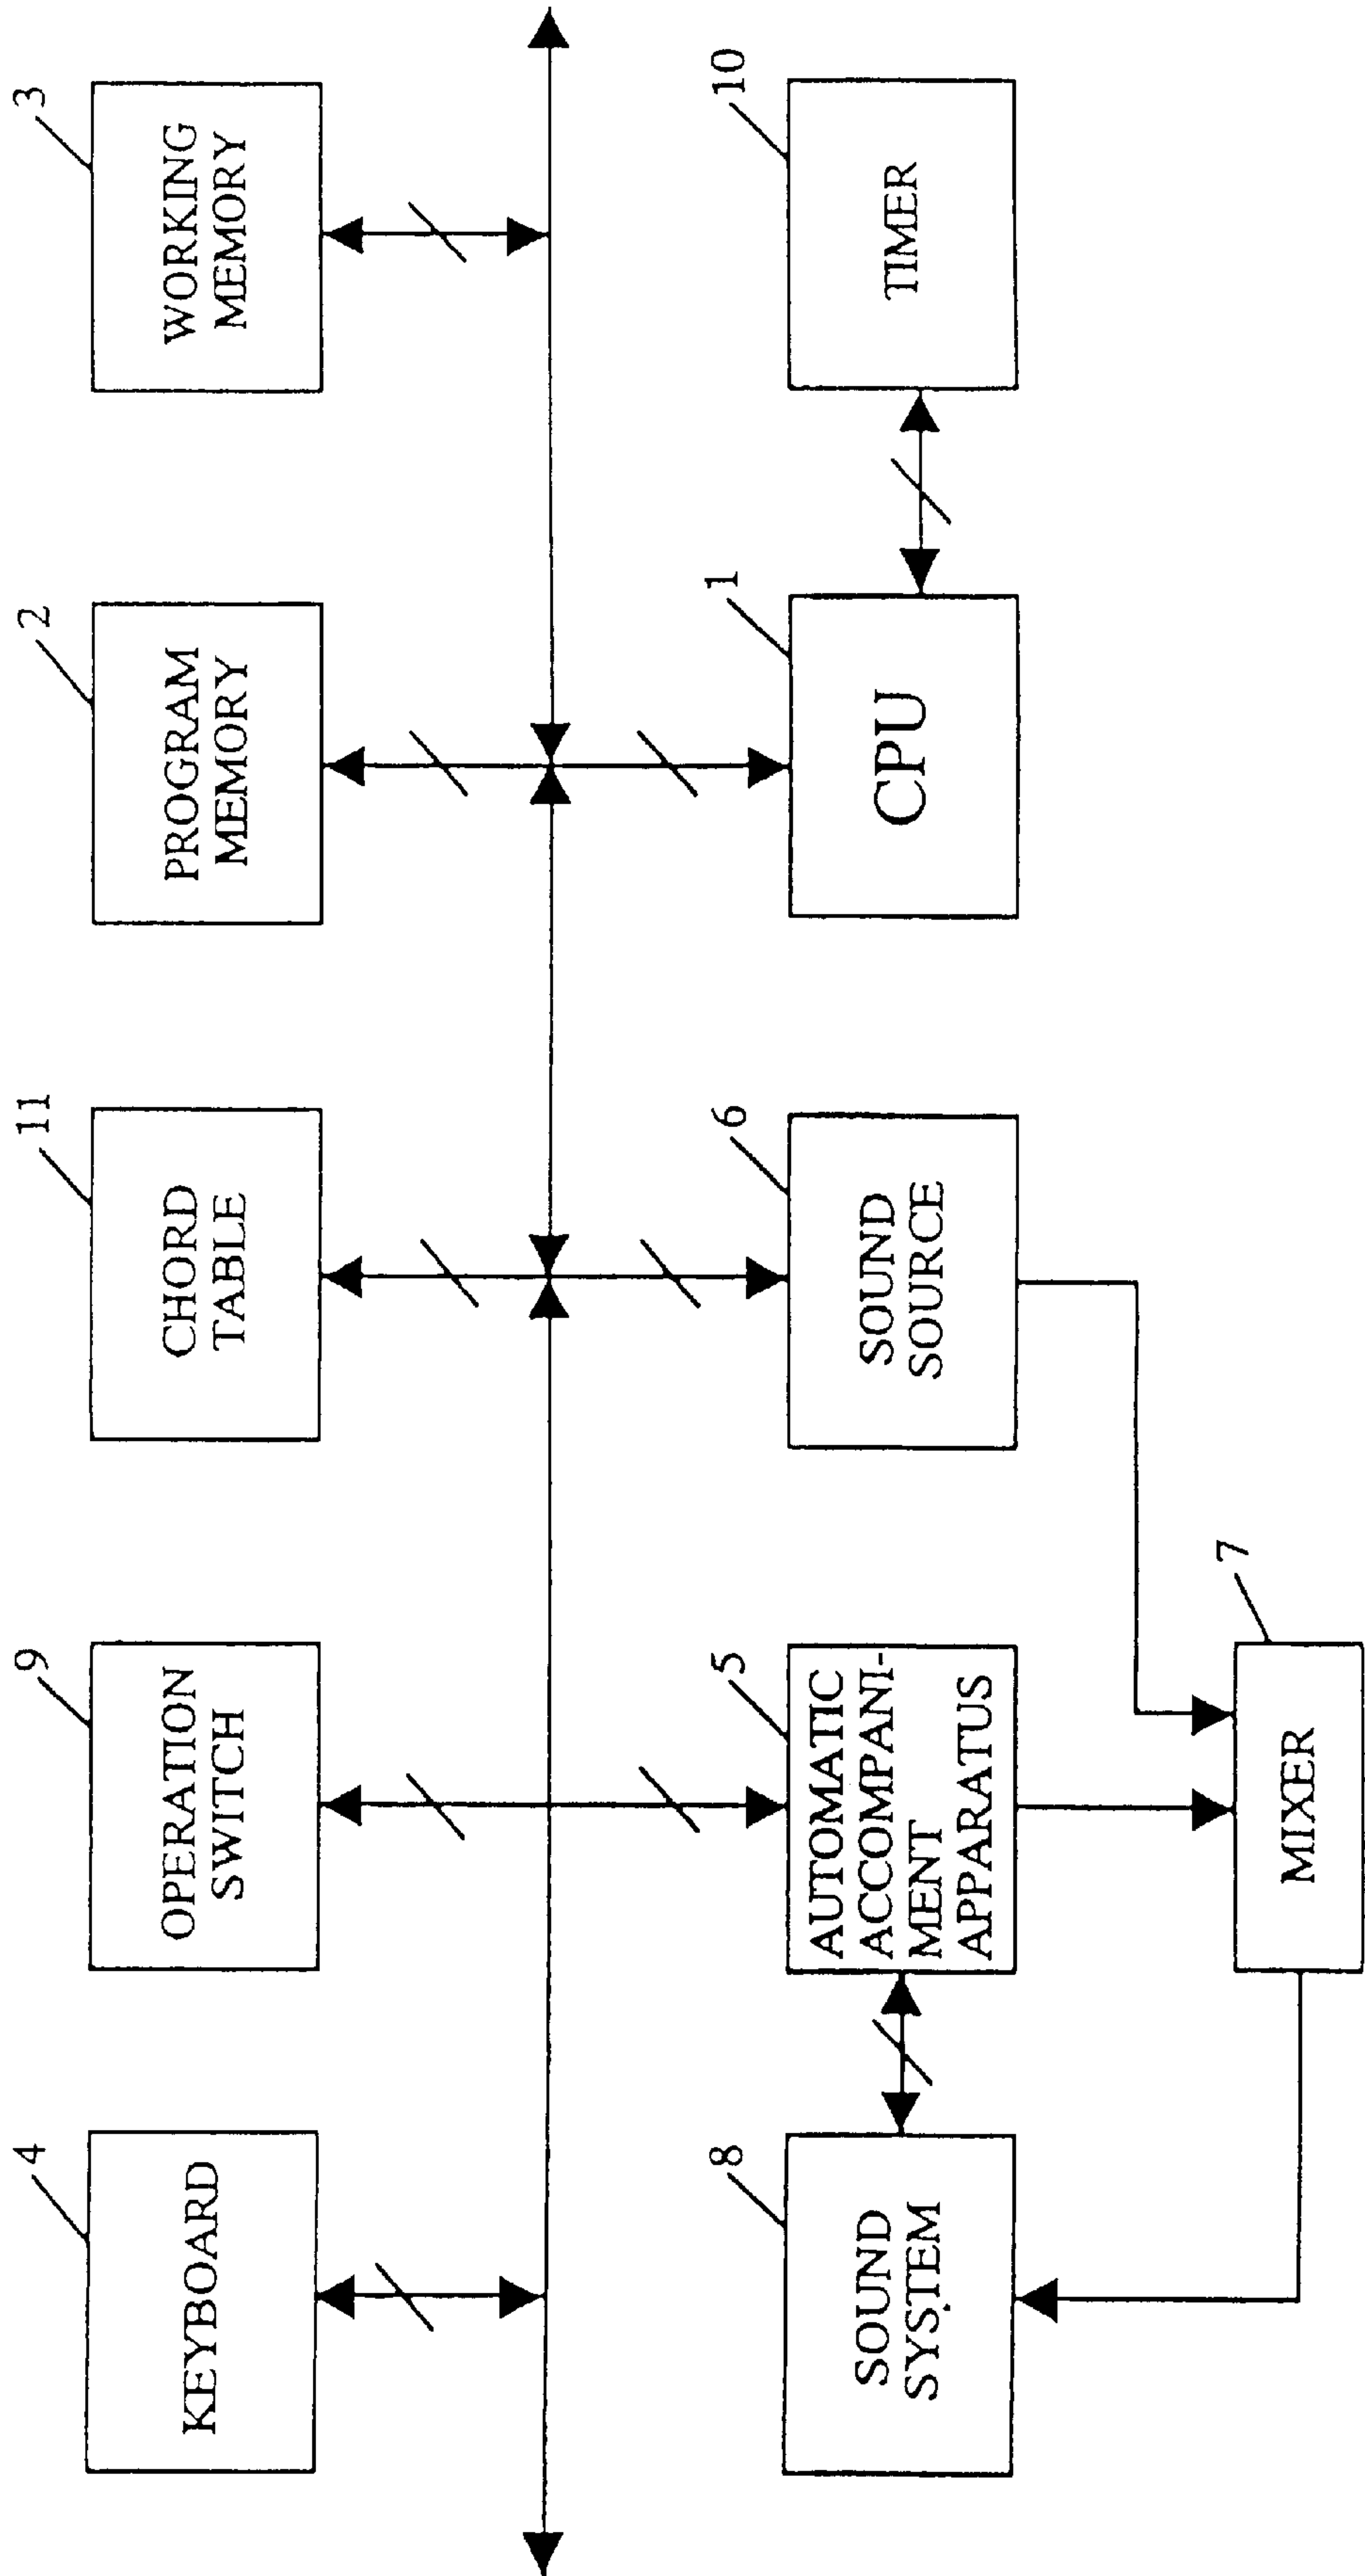 4
KEYBOARD
9
OPERATION
SWITCH
11
CHORD
TABLE
2
PROGRAM
MEMORY
3
WORKING
MEMORY
8
SOUND
SYSTEM
5
AUTOMATIC
ACCOMPANI-
MENT
APPARATUS
6
SOUND
SOURCE
1
CPU
10
TIMER
7
MIXER